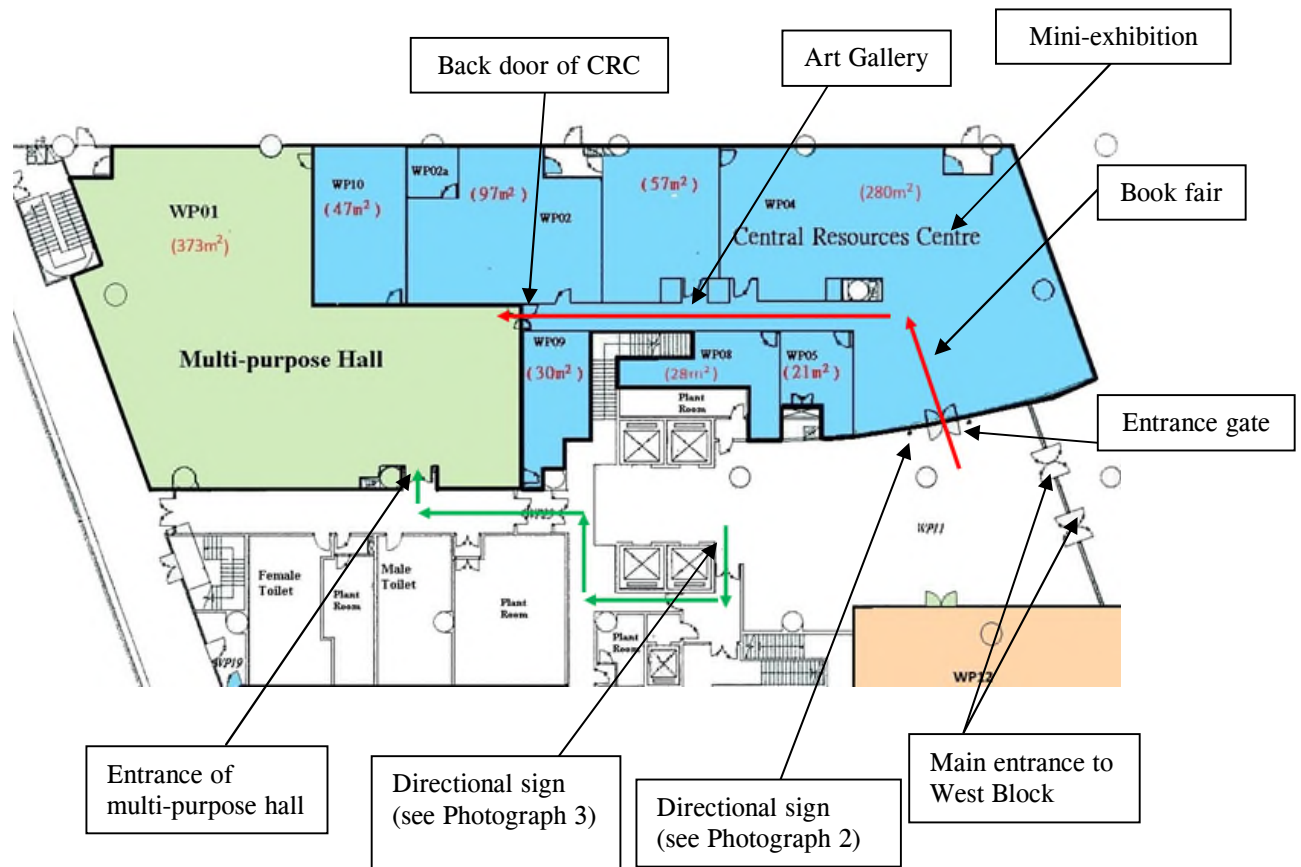 Mini-exhibition
Art Gallery
Back door of CRC
Book fair
Entrance gate
WP01
(373m²)
WP10
(47m²)
WP02a
(97m²)
WP02
(57m²)
WP04
(280m²)
Central Resources Centre
Multi-purpose Hall
WP09
(30m²)
WP08
(28m²)
WP05
(21m²)
Plant
Room
WP11
Female
Toilet
Plant
Room
Male
Toilet
Plant
Room
Plant
Room
WP19
WP12
Entrance of
multi-purpose hall
Directional sign
(see Photograph 3)
Directional sign
(see Photograph 2)
Main entrance to
West Block